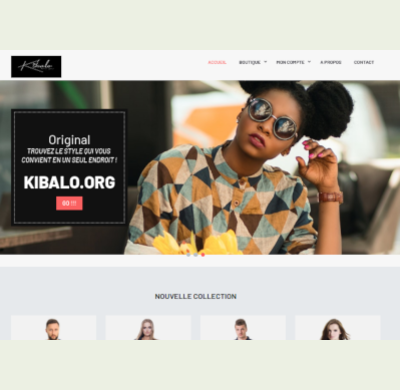 Kibalo
ACCUEIL BOUTIQUE MON COMPTE A PROPOS CONTACT
Original
TROUVEZ LE STYLE QUI VOUS
CONVIENT EN UN SEUL ENDROIT !
KIBALO.ORG
GO !!!
NOUVELLE COLLECTION